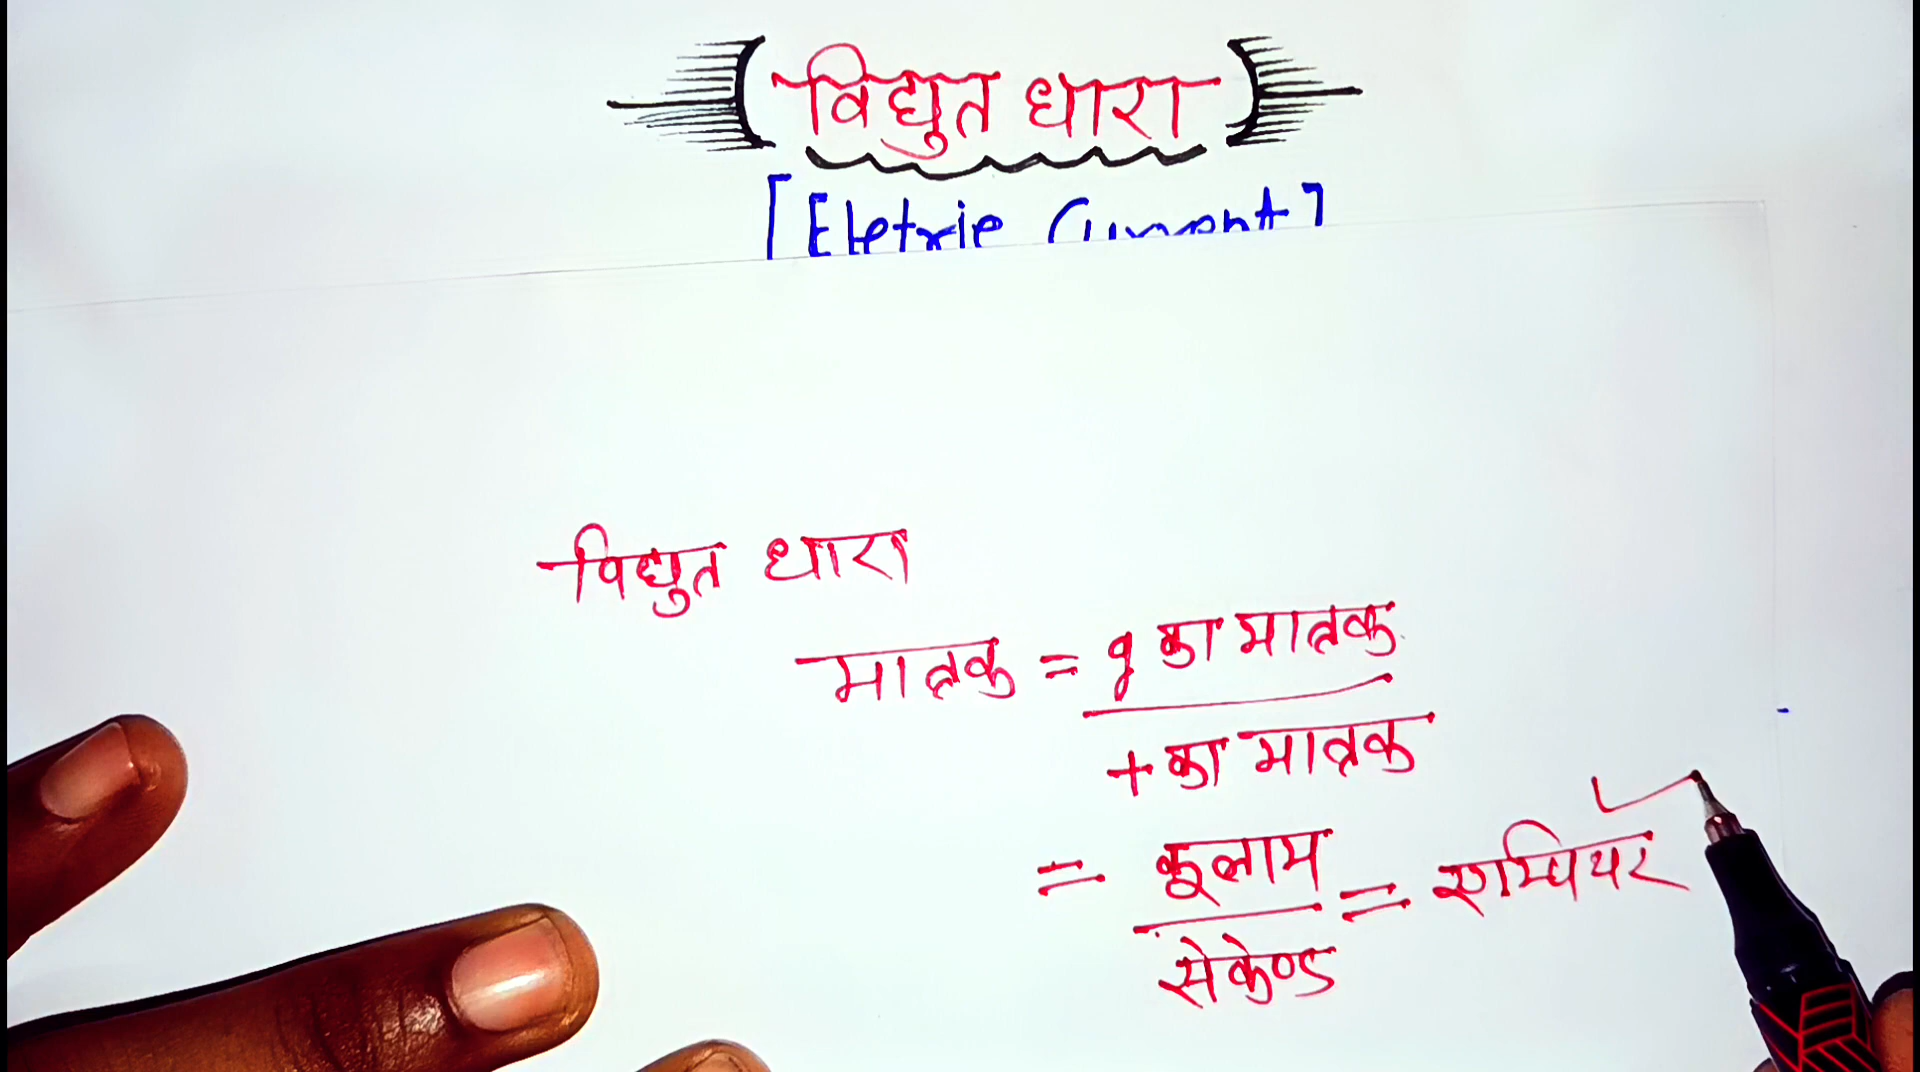 (विद्युत धारा)
[Eletric Current]
विद्युत धारा
मात्रक = q का मात्रक
t का मात्रक
= कूलाम = एम्पियर
सेकेण्ड